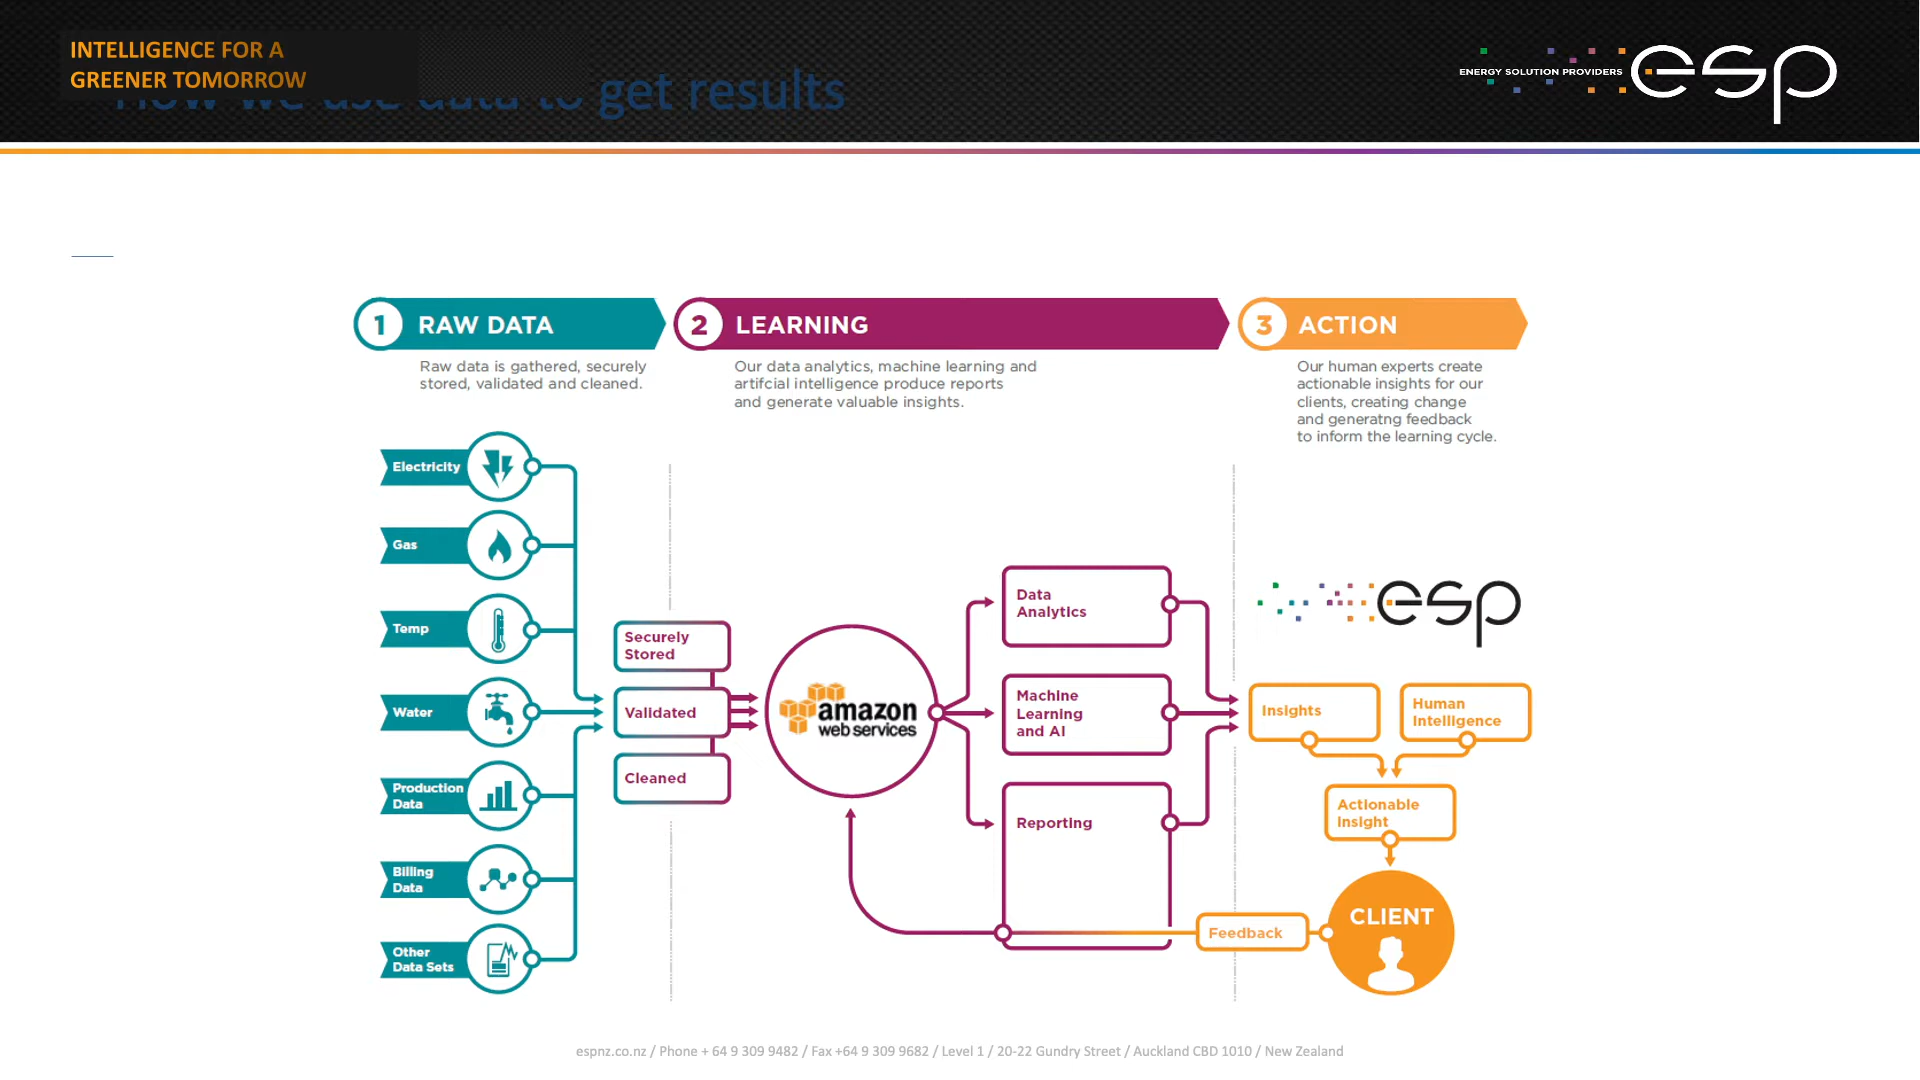 INTELLIGENCE FOR A
GREENER TOMORROW
How we use data to get results
ENERGY SOLUTION PROVIDERS esp
1 RAW DATA
Raw data is gathered, securely
stored, validated and cleaned.
2 LEARNING
Our data analytics, machine learning and
artifcial intelligence produce reports
and generate valuable insights.
3 ACTION
Our human experts create
actionable insights for our
clients, creating change
and generatng feedback
to inform the learning cycle.
Electricity
Gas
Temp
Water
Production
Data
Billing
Data
Other
Data Sets
Securely
Stored
Validated
Cleaned
amazon
web services
Data
Analytics
Machine
Learning
and AI
Reporting
esp
Insights
Human
Intelligence
Actionable
Insight
CLIENT
Feedback
espnz.co.nz / Phone + 64 9 309 9482 / Fax +64 9 309 9682 / Level 1 / 20-22 Gundry Street / Auckland CBD 1010 / New Zealand